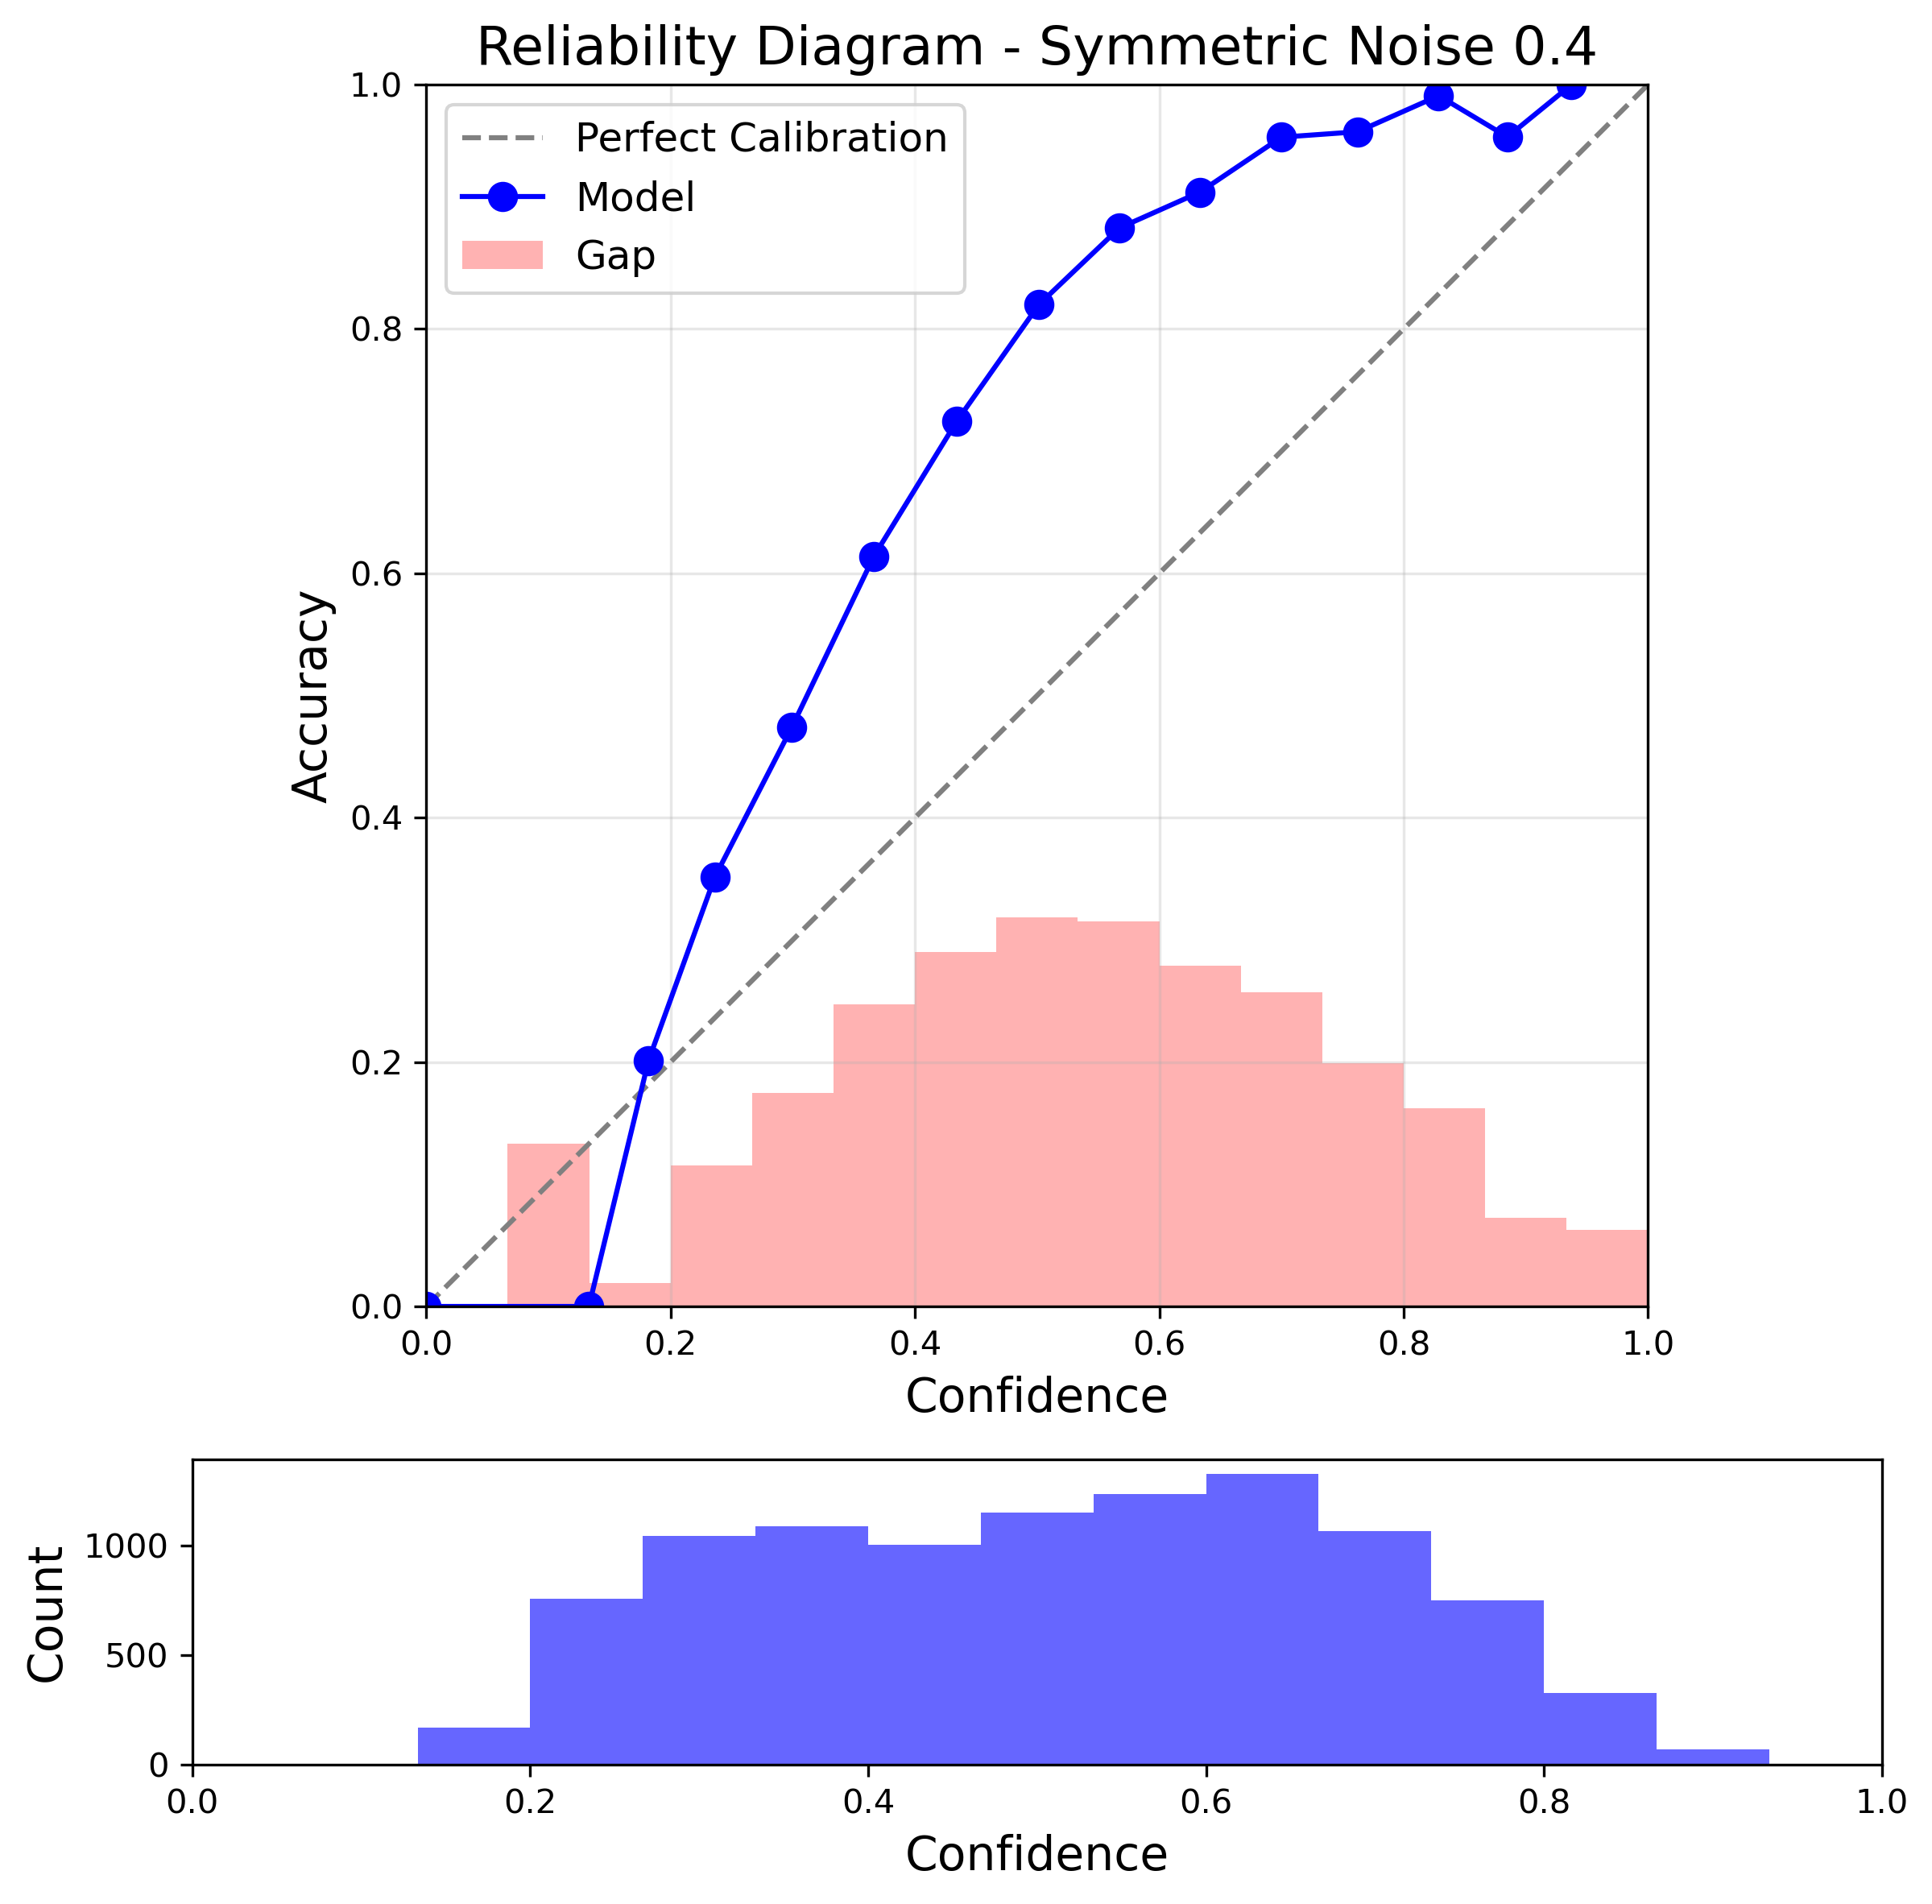 Reliability Diagram - Symmetric Noise 0.4
1.0
0.8
0.6
0.4
0.2
0.0
Accuracy
Perfect Calibration
Model
Gap
0.0 0.2 0.4 0.6 0.8 1.0
Confidence
1000
500
0
Count
0.0 0.2 0.4 0.6 0.8 1.0
Confidence